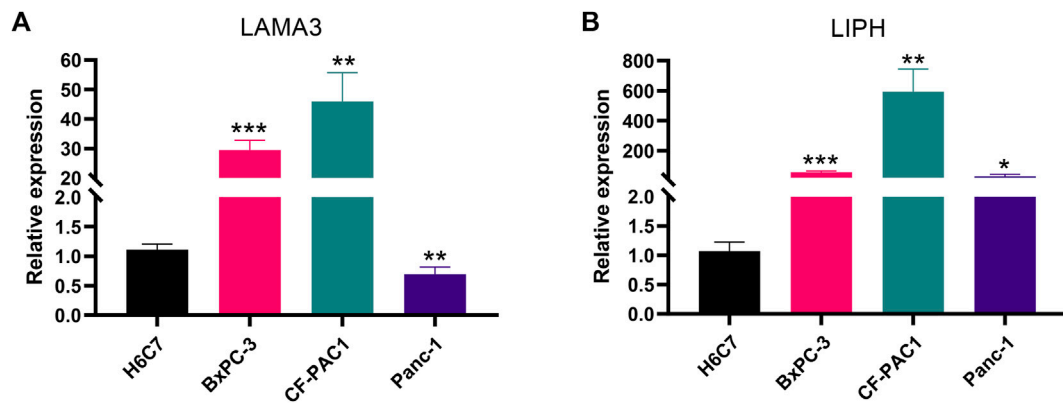 A
LAMA3
Relative expression
60
50
40
30
20
2.0
1.5
1.0
0.5
0.0
***
**
**
H6C7
BxPC-3
CF-PAC1
Panc-1
B
LIPH
Relative expression
800
600
400
200
2.0
1.5
1.0
0.5
0.0
***
**
*
H6C7
BxPC-3
CF-PAC1
Panc-1